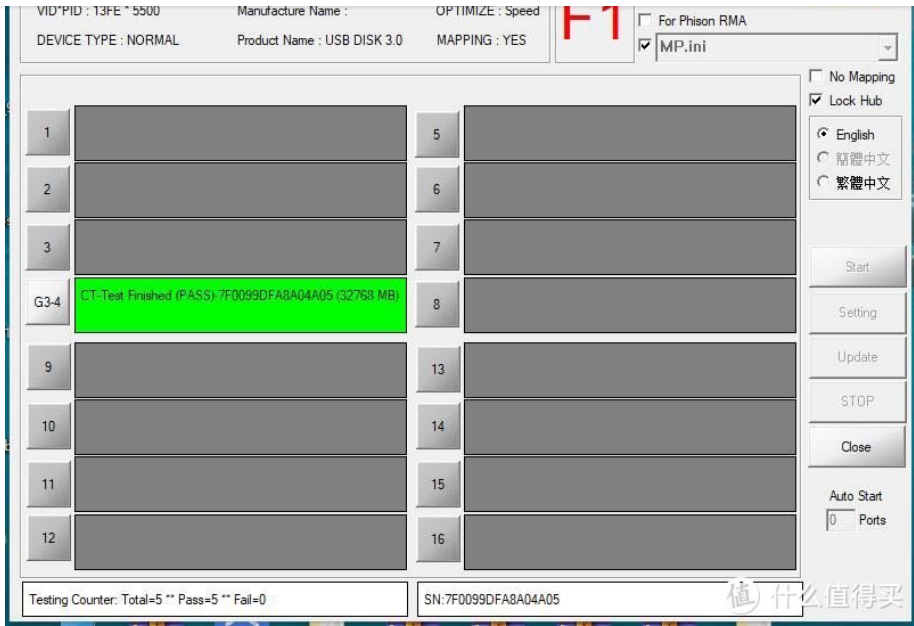 VID*PID : 13FE * 5500
Manufacture Name :
OPTIMIZE : Speed
DEVICE TYPE : NORMAL
Product Name : USB DISK 3.0
MAPPING : YES
F1
For Phison RMA
MP.ini
No Mapping
Lock Hub
English
簡體中文
繁體中文
1
5
2
6
3
7
G3-4
CT-Test Finished (PASS)-7F0099DFA8A04A05 (32768 MB)
8
9
13
10
14
11
15
12
16
Start
Setting
Update
STOP
Close
Auto Start
0 Ports
Testing Counter: Total=5 ** Pass=5 ** Fail=0
SN:7F0099DFA8A04A05
值 什么值得买